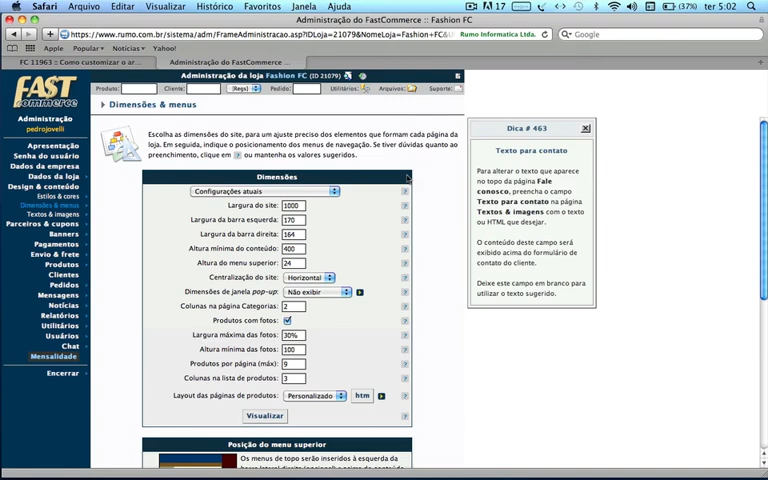 Safari Arquivo Editar Visualizar Histórico Favoritos Janela Ajuda 17 (37%) ter 5:02
Administração do FastCommerce :: Fashion FC
https://www.rumo.com.br/sistema/adm/FrameAdministracao.asp?IDLoja=21079&NomeLoja=Fashion+FC& Rumo Informatica Ltda. Google
Apple Popular Notícias Yahoo!
FC 11963 :: Como customizar o ar... Administração do FastCommerce ...
FAST commerce
Administração
pedrojovelli
Apresentação
Senha do usuário
Dados da empresa
Dados da loja
Design & conteúdo
Estilos & cores
Dimensões & menus
Textos & imagens
Parceiros & cupons
Banners
Pagamentos
Envio & frete
Produtos
Clientes
Pedidos
Mensagens
Notícias
Relatórios
Utilitários
Usuários
Chat
Mensalidade
Encerrar
Administração da loja Fashion FC (ID 21079)
Produto: Cliente: [Regs] Pedido: Utilitários: Arquivos: Suporte:
Dimensões & menus
Escolha as dimensões do site, para um ajuste preciso dos elementos que formam cada página da
loja. Em seguida, indique o posicionamento dos menus de navegação. Se tiver dúvidas quanto ao
preenchimento, clique em ? ou mantenha os valores sugeridos.
Dimensões
Configurações atuais ?
Largura do site: 1000 ?
Largura da barra esquerda: 170 ?
Largura da barra direita: 164 ?
Altura mínima do conteúdo: 400 ?
Altura do menu superior: 24 ?
Centralização do site: Horizontal ?
Dimensões de janela pop-up: Não exibir ?
Colunas na página Categorias: 2 ?
Produtos com fotos: ?
Largura máxima das fotos: 30% ?
Altura mínima das fotos: 100 ?
Produtos por página (máx): 9 ?
Colunas na lista de produtos: 3 ?
Layout das páginas de produtos: Personalizado htm ?
Visualizar ?
Posição do menu superior
Os menus de topo serão inseridos à esquerda da
Dica # 463
Texto para contato
Para alterar o texto que aparece
no topo da página Fale
conosco, preencha o campo
Texto para contato na página
Textos & imagens com o texto
ou HTML que desejar.
O conteúdo deste campo será
exibido acima do formulário de
contato do cliente.
Deixe este campo em branco para
utilizar o texto sugerido.